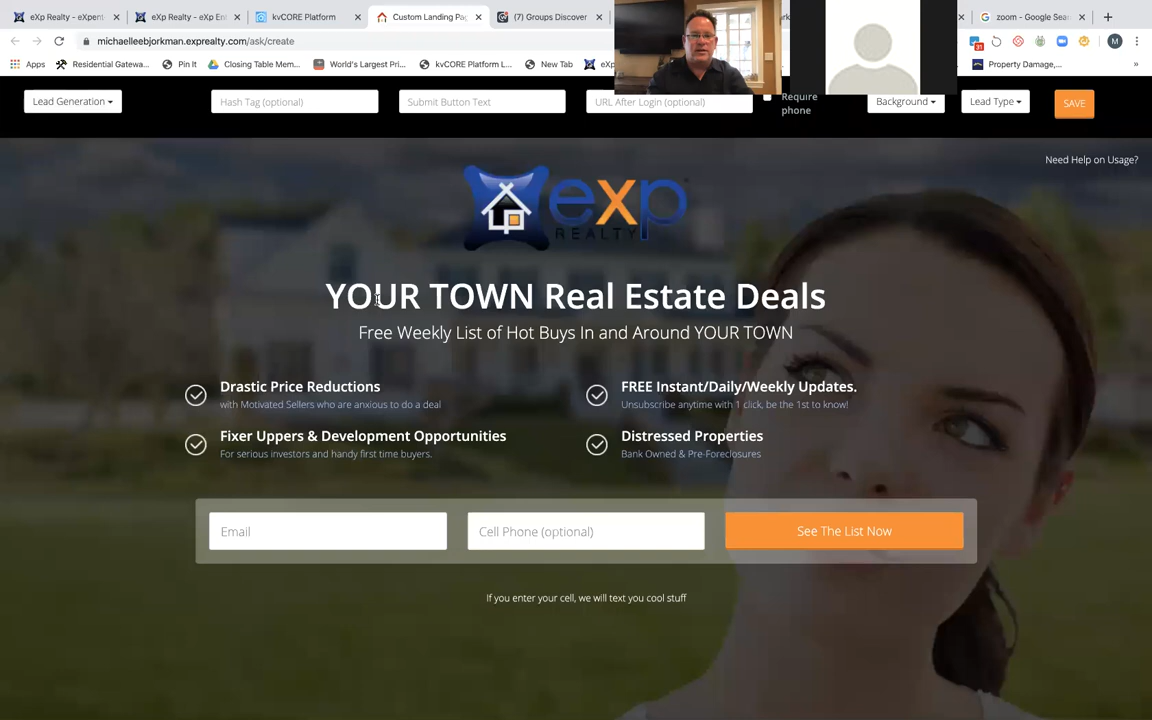 eXp Realty - eXpent
eXp Realty - eXp En
kvCORE Platform
Custom Landing Pa
(7) Groups Discover
zoom - Google Sea
michaelleebjorkman.exprealty.com/ask/create
21
M
Apps
Residential Gatewa...
Pin It
Closing Table Mem...
World's Largest Pri...
kvCORE Platform L...
New Tab
Property Damage,...
»
Lead Generation
Hash Tag (optional)
Submit Button Text
URL After Login (optional)
Require phone
Background
Lead Type
SAVE
Need Help on Usage?
exp
REALTY
YOUR TOWN Real Estate Deals
Free Weekly List of Hot Buys In and Around YOUR TOWN
Drastic Price Reductions
with Motivated Sellers who are anxious to do a deal
FREE Instant/Daily/Weekly Updates.
Unsubscribe anytime with 1 click, be the 1st to know!
Fixer Uppers & Development Opportunities
For serious investors and handy first time buyers.
Distressed Properties
Bank Owned & Pre-Foreclosures
Email
Cell Phone (optional)
See The List Now
If you enter your cell, we will text you cool stuff